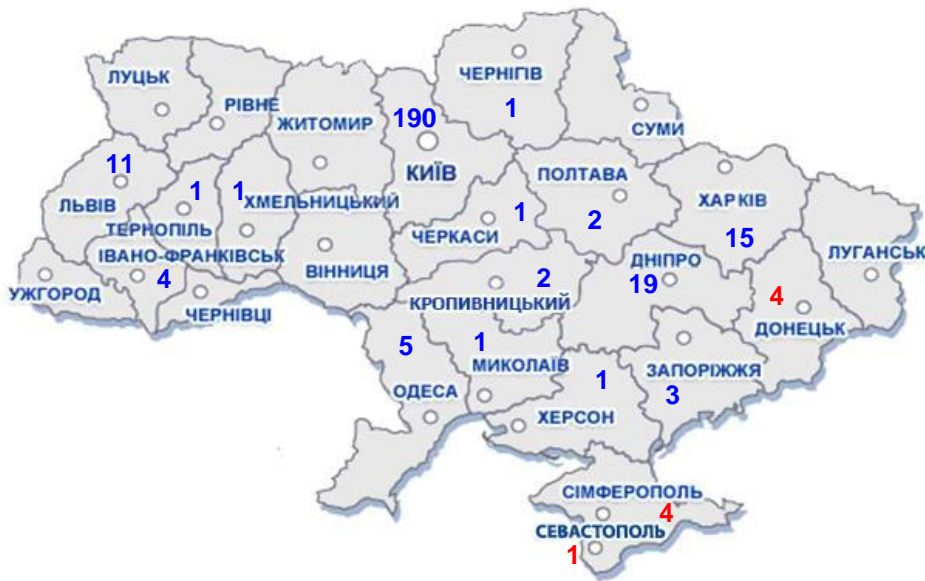 ЛУЦЬК
РІВНЕ
ЖИТОМИР
190
КИЇВ
ЧЕРНІГІВ
1
СУМИ
11
ЛЬВІВ
1
ТЕРНОПІЛЬ
1
ХМЕЛЬНИЦЬКИЙ
ПОЛТАВА
2
ХАРКІВ
15
1
ЧЕРКАСИ
ЛУГАНСЬК
ІВАНО-ФРАНКІВСЬК
4
ВІННИЦЯ
УЖГОРОД
ЧЕРНІВЦІ
2
КРОПИВНИЦЬКИЙ
ДНІПРО
19
4
ДОНЕЦЬК
5
ОДЕСА
1
МИКОЛАЇВ
1
ХЕРСОН
ЗАПОРІЖЖЯ
3
СІМФЕРОПОЛЬ
4
СЕВАСТОПОЛЬ
1